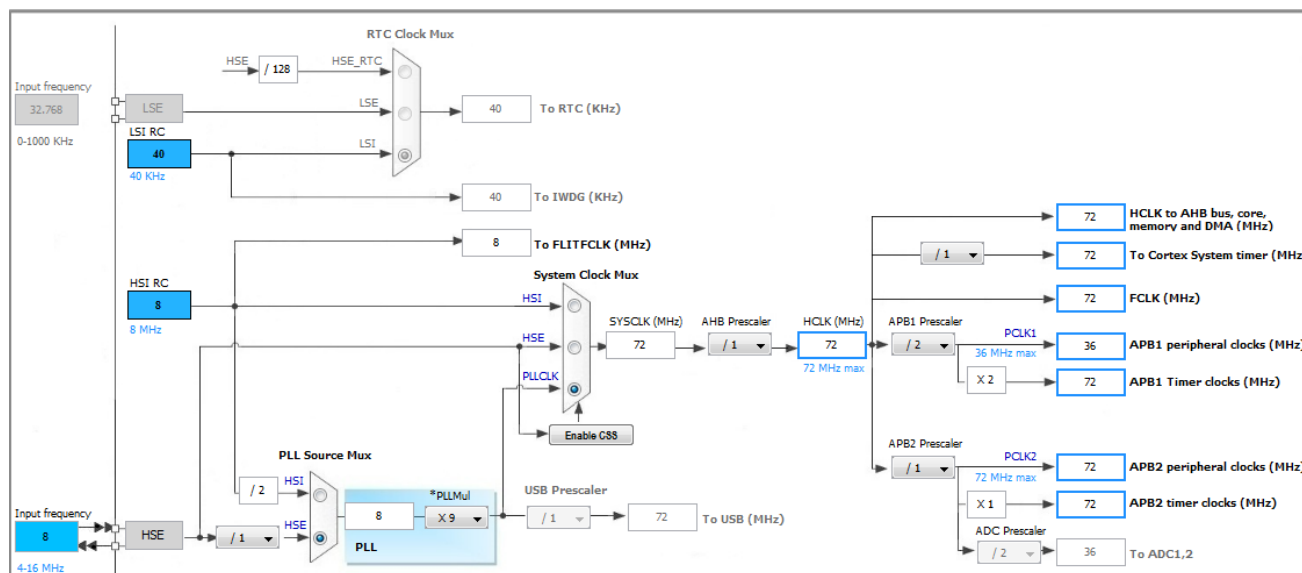 RTC Clock Mux
HSE
/ 128
HSE_RTC
Input frequency
32.768
0-1000 KHz
LSE
LSE
40
To RTC (KHz)
LSI RC
40
40 KHz
LSI
40
To IWDG (KHz)
8
To FLITFCLK (MHz)
HSI RC
8
8 MHz
System Clock Mux
HSI
HSE
PLLCLK
Enable CSS
SYSCLK (MHz)
72
AHB Prescaler
/ 1
HCLK (MHz)
72
72 MHz max
72
HCLK to AHB bus, core,
memory and DMA (MHz)
/ 1
72
To Cortex System timer (MHz
72
FCLK (MHz)
APB1 Prescaler
/ 2
PCLK1
36 MHz max
36
APB1 peripheral clocks (MHz)
X 2
72
APB1 Timer clocks (MHz)
APB2 Prescaler
/ 1
PCLK2
72 MHz max
72
APB2 peripheral clocks (MHz)
X 1
72
APB2 timer clocks (MHz)
ADC Prescaler
/ 2
36
To ADC1,2
PLL Source Mux
/ 2
HSI
HSE
/ 1
8
*PLLMul
X 9
PLL
USB Prescaler
/ 1
72
To USB (MHz)
Input frequency
8
4-16 MHz
HSE